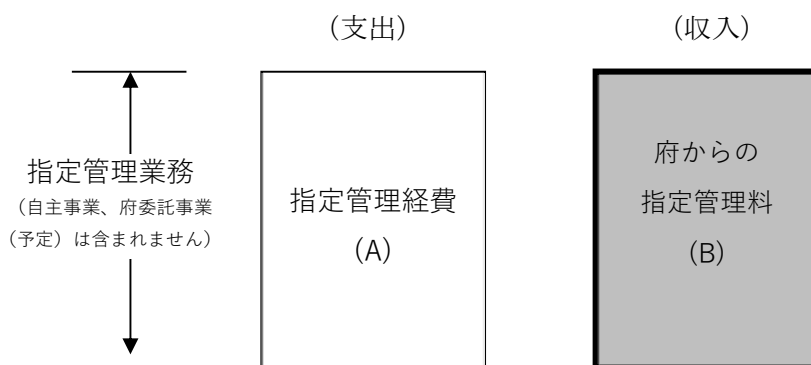 （支出）
（収入）
指定管理業務
（自主事業、府委託事業
（予定）は含まれません）
指定管理経費
（A）
府からの
指定管理料
（B）